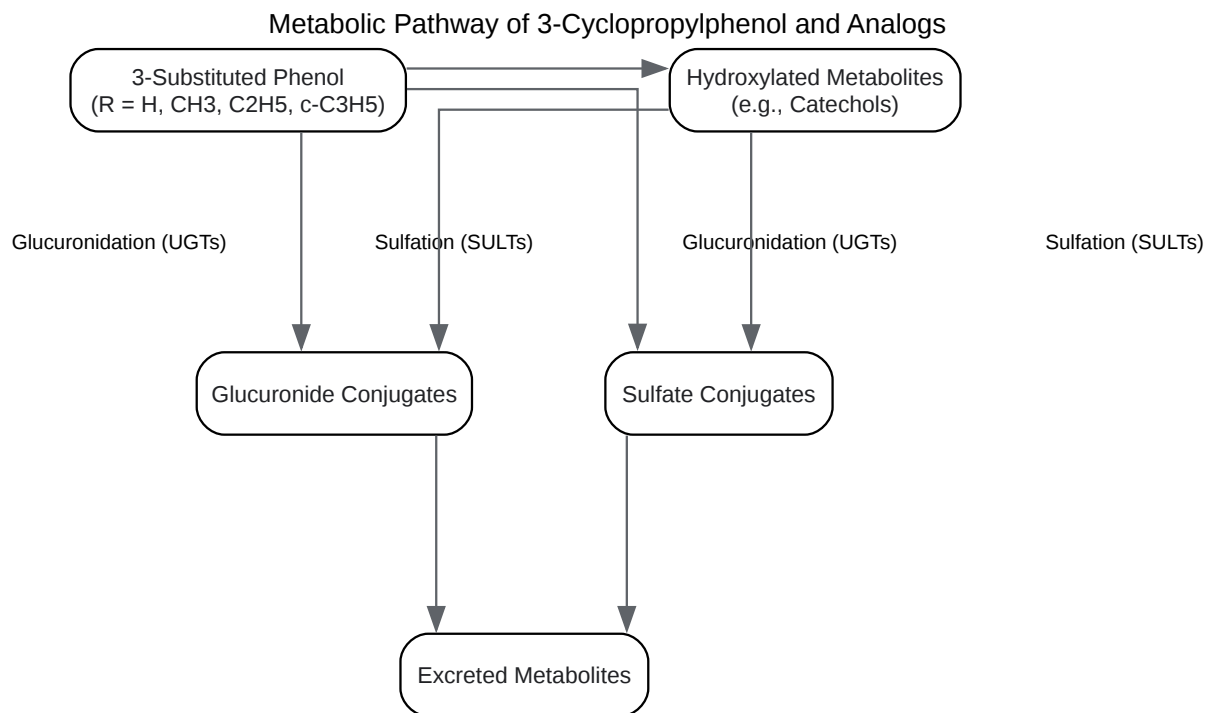 Metabolic Pathway of 3-Cyclopropylphenol and Analogs
3-Substituted Phenol
(R = H, CH3, C2H5, c-C3H5)
Hydroxylated Metabolites
(e.g., Catechols)
Glucuronidation (UGTs)
Sulfation (SULTs)
Glucuronidation (UGTs)
Sulfation (SULTs)
Glucuronide Conjugates
Sulfate Conjugates
Excreted Metabolites